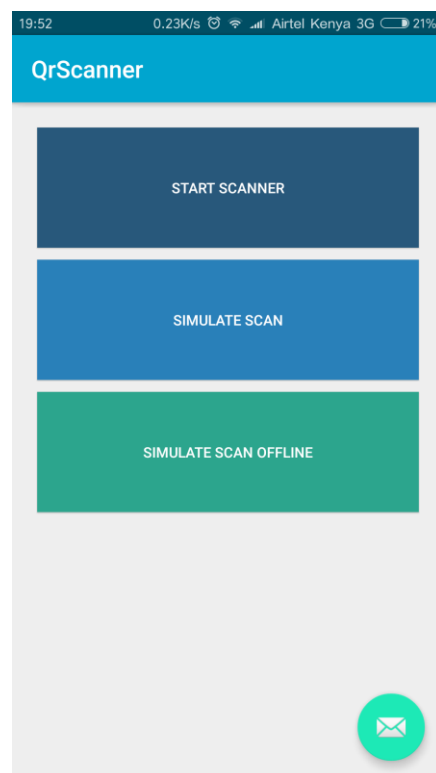 19:52 0.23K/s Airtel Kenya 3G 21%
QrScanner
START SCANNER
SIMULATE SCAN
SIMULATE SCAN OFFLINE